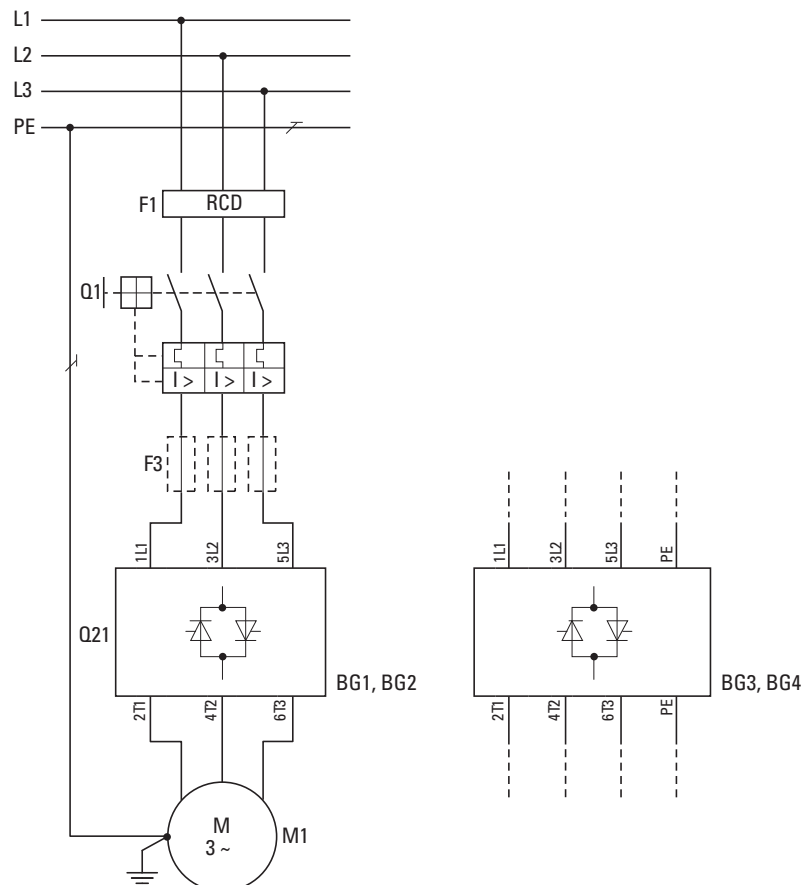 L1
L2
L3
PE
F1
RCD
Q1
I > I > I >
F3
1L1 3L2 5L3
Q21
BG1, BG2
2T1 4T2 6T3
M
3 ~
M1
1L1 3L2 5L3 PE
BG3, BG4
2T1 4T2 6T3 PE